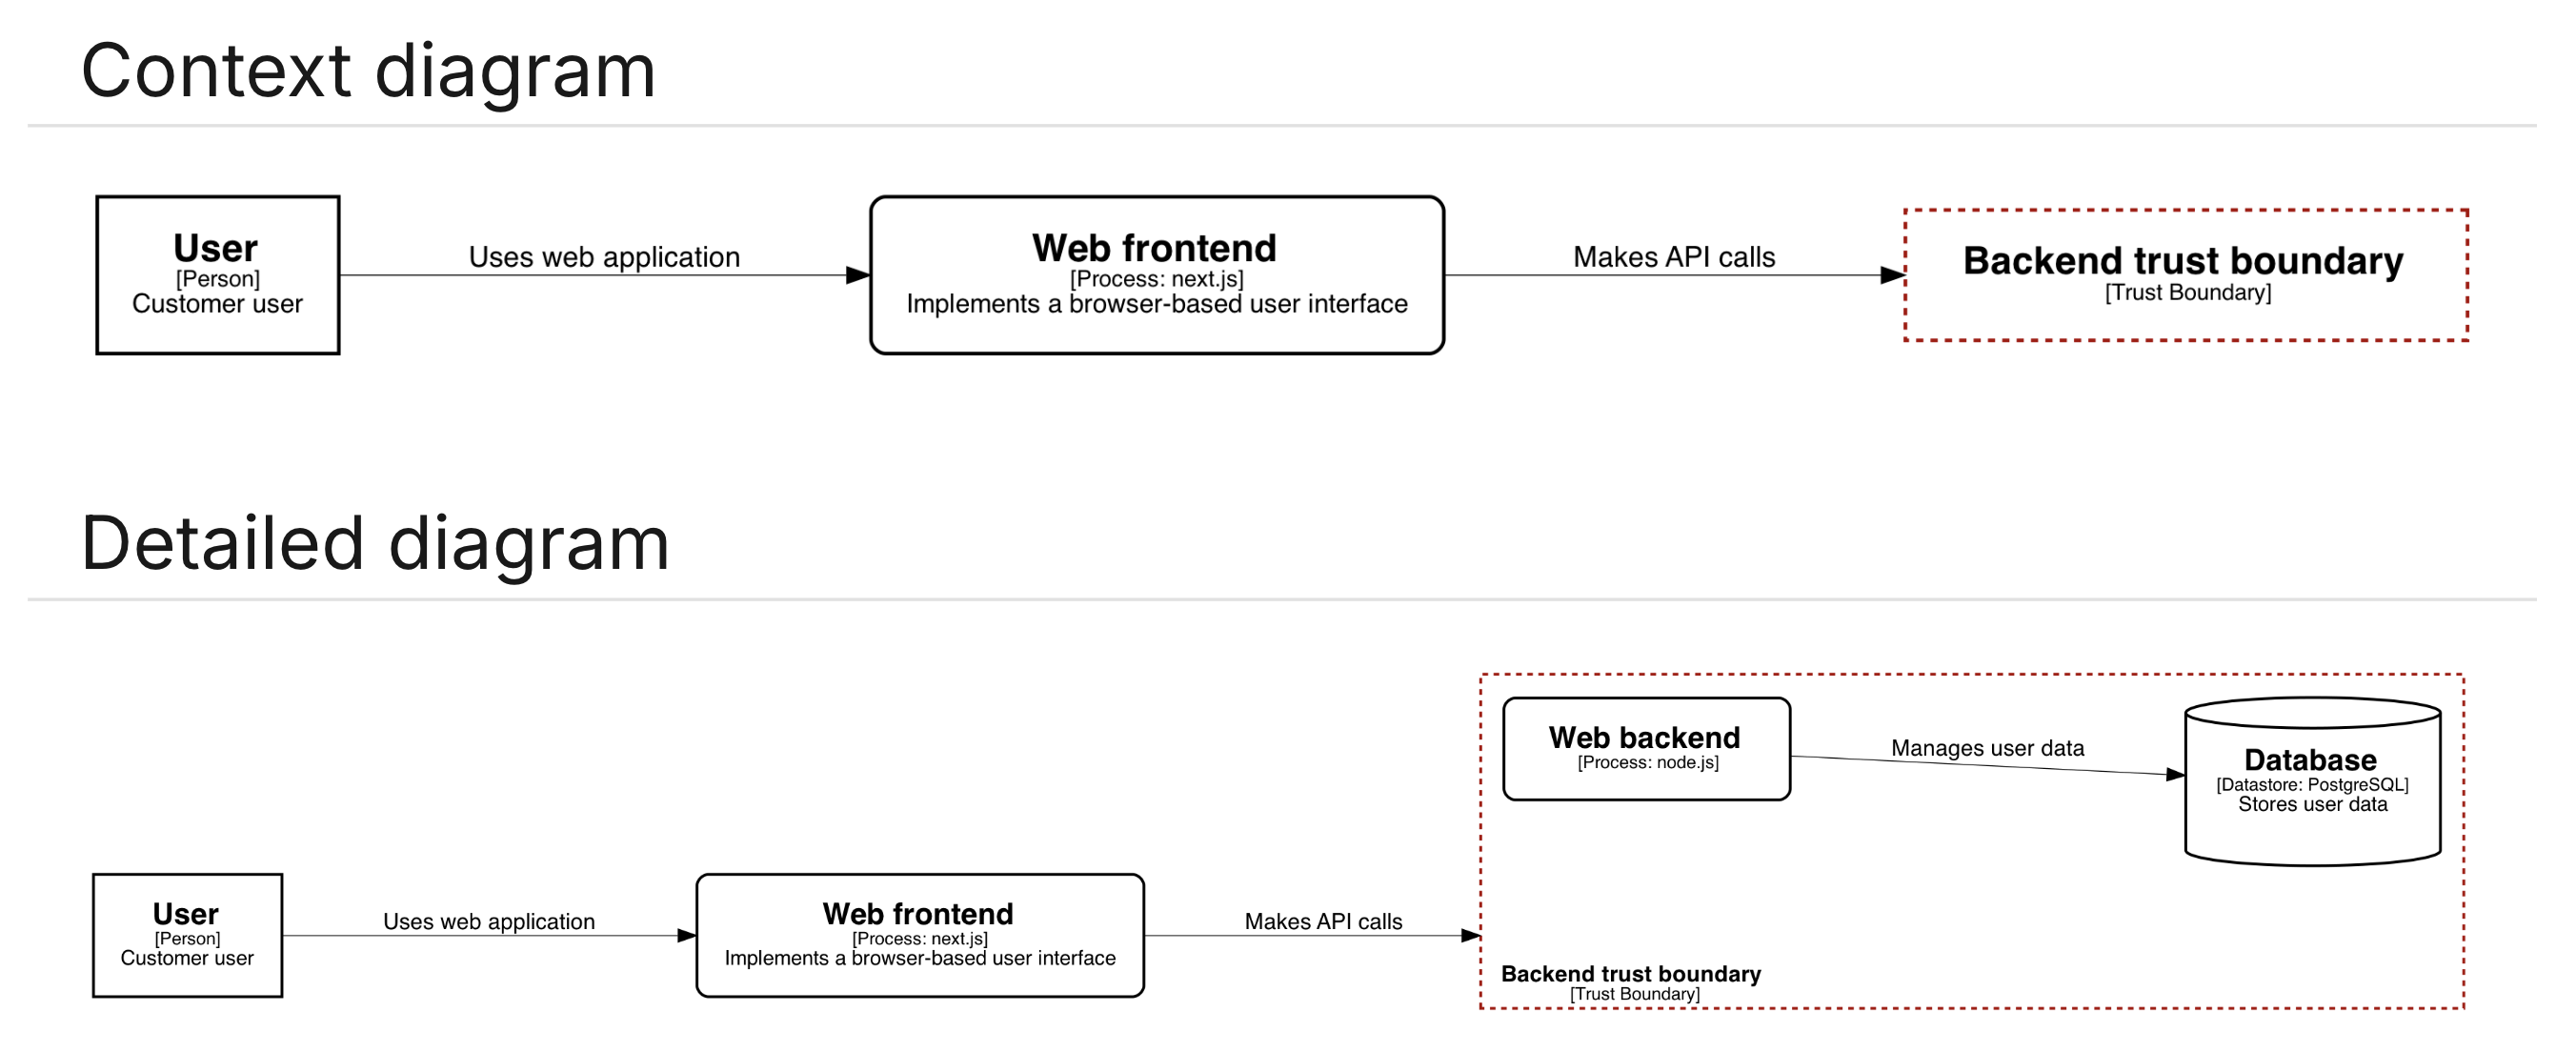 Context diagram
User
[Person]
Customer user
Uses web application
Web frontend
[Process: next.js]
Implements a browser-based user interface
Makes API calls
Backend trust boundary
[Trust Boundary]
Detailed diagram
User
[Person]
Customer user
Uses web application
Web frontend
[Process: next.js]
Implements a browser-based user interface
Makes API calls
Web backend
[Process: node.js]
Manages user data
Database
[Datastore: PostgreSQL]
Stores user data
Backend trust boundary
[Trust Boundary]